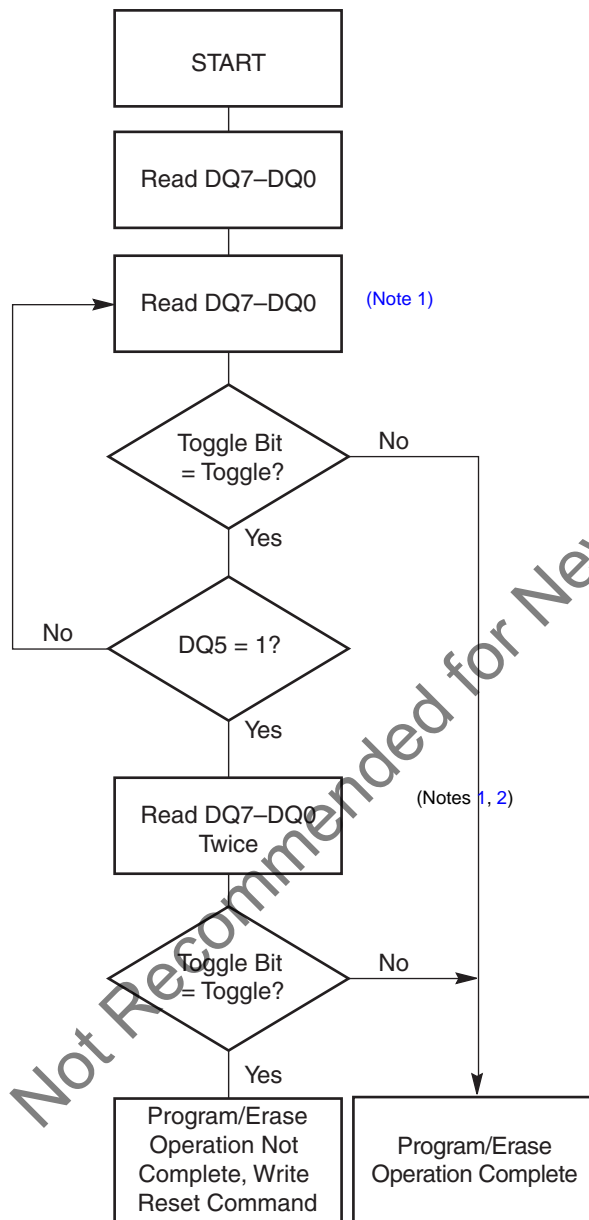 START
Read DQ7–DQ0
Read DQ7–DQ0
(Note 1)
Toggle Bit
= Toggle?
No
Yes
No
DQ5 = 1?
Yes
Read DQ7–DQ0
Twice
(Notes 1, 2)
Toggle Bit
= Toggle?
No
Yes
Program/Erase
Operation Not
Complete, Write
Reset Command
Program/Erase
Operation Complete
Not Recommended for